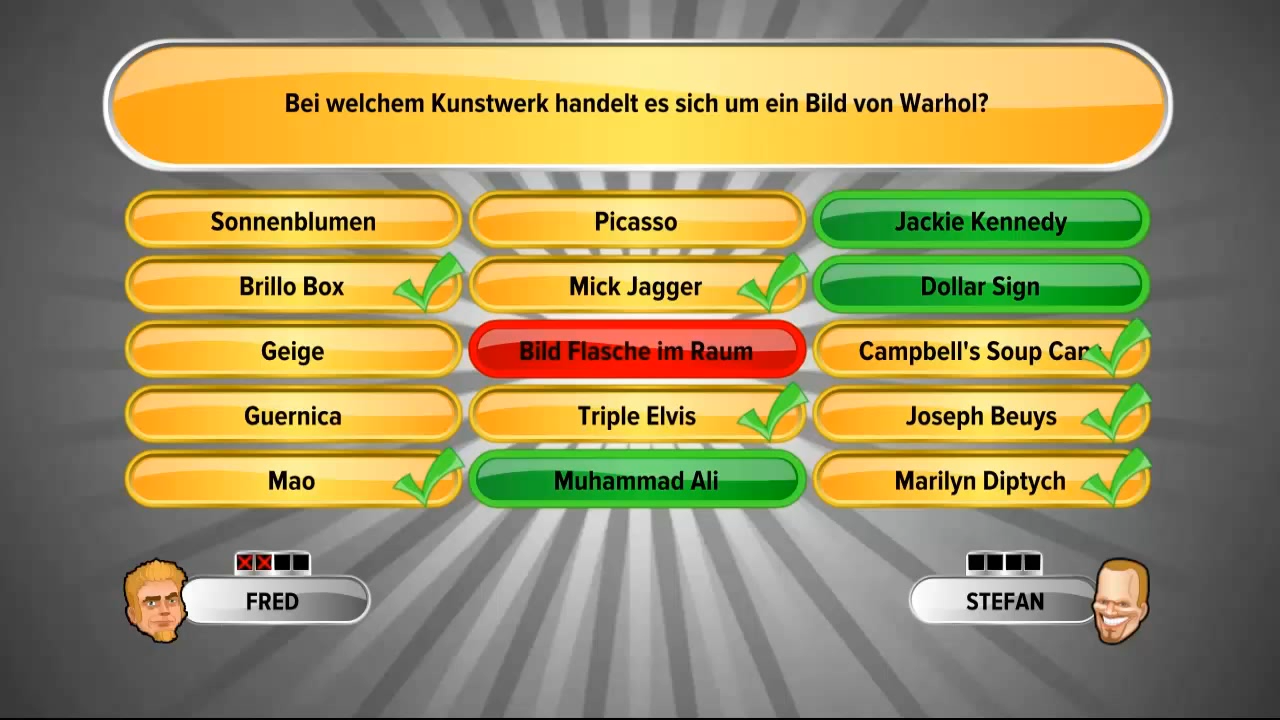 Bei welchem Kunstwerk handelt es sich um ein Bild von Warhol?
Sonnenblumen
Picasso
Jackie Kennedy
Brillo Box
Mick Jagger
Dollar Sign
Geige
Bild Flasche im Raum
Campbell's Soup Cans
Guernica
Triple Elvis
Joseph Beuys
Mao
Muhammad Ali
Marilyn Diptych
FRED
STEFAN